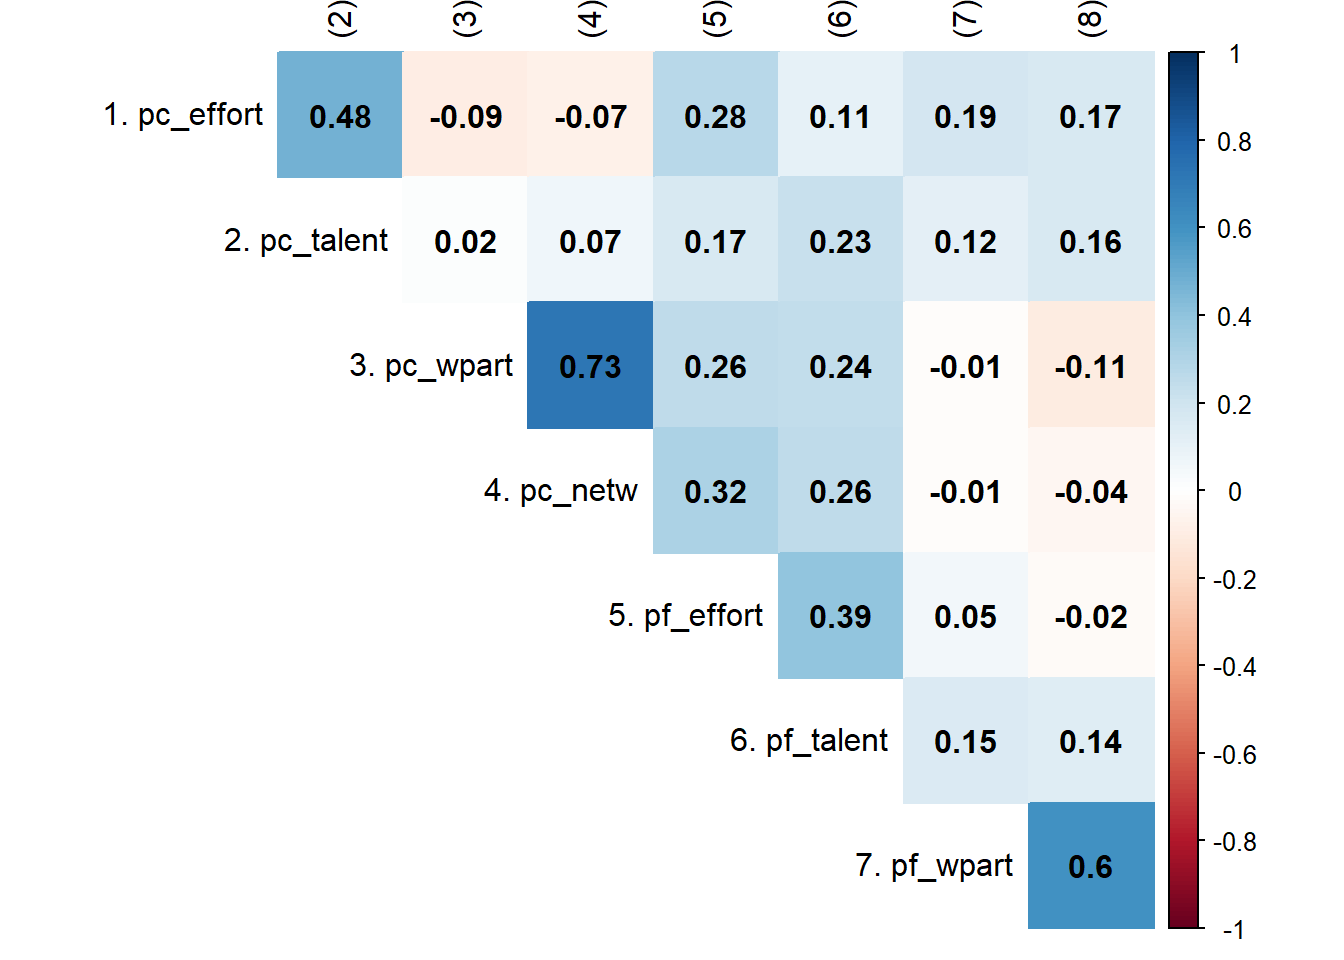 (2) (3) (4) (5) (6) (7) (8)
1. pc_effort 0.48 -0.09 -0.07 0.28 0.11 0.19 0.17
2. pc_talent 0.02 0.07 0.17 0.23 0.12 0.16
3. pc_wpart 0.73 0.26 0.24 -0.01 -0.11
4. pc_netw 0.32 0.26 -0.01 -0.04
5. pf_effort 0.39 0.05 -0.02
6. pf_talent 0.15 0.14
7. pf_wpart 0.6
1
0.8
0.6
0.4
0.2
0
-0.2
-0.4
-0.6
-0.8
-1